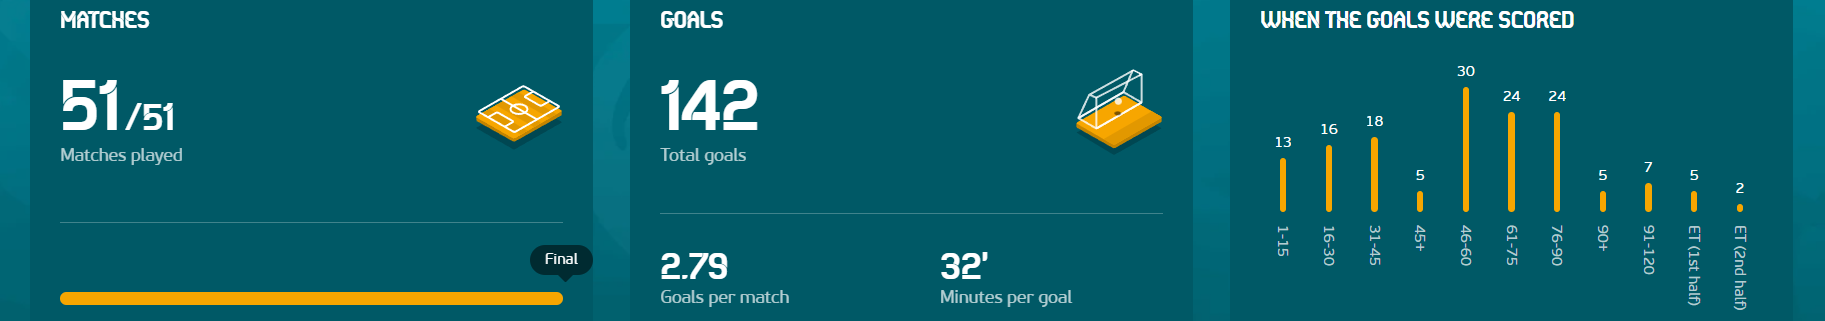 MATCHES
51/51
Matches played
Final
GOALS
142
Total goals
2.79
Goals per match
32'
Minutes per goal
WHEN THE GOALS WERE SCORED
13 16 18 5 30 24 24 5 7 5 2
1-15 16-30 31-45 45+ 46-60 61-75 76-90 90+ 91-120 ET (1st half) ET (2nd half)